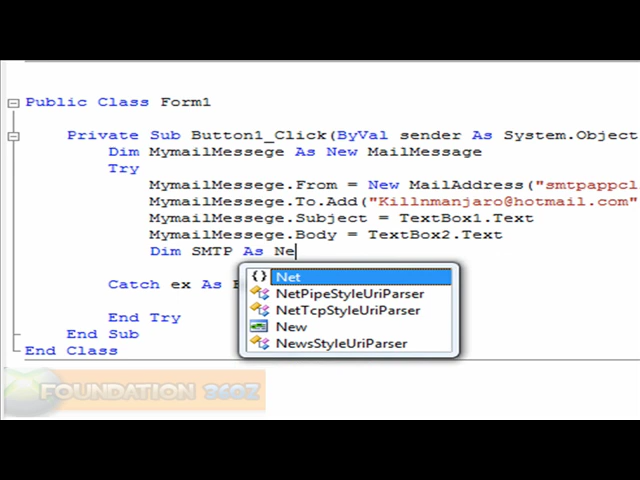 Public Class Form1
Private Sub Button1_Click(ByVal sender As System.Object
Dim MymailMessege As New MailMessage
Try
MymailMessege.From = New MailAddress("smtpappcl
MymailMessege.To.Add("Killnmanjaro@hotmail.com"
MymailMessege.Subject = TextBox1.Text
MymailMessege.Body = TextBox2.Text
Dim SMTP As Ne
{} Net
NetPipeStyleUriParser
NetTcpStyleUriParser
New
NewsStyleUriParser
Catch ex As
End Try
End Sub
End Class
FOUNDATION 360Z